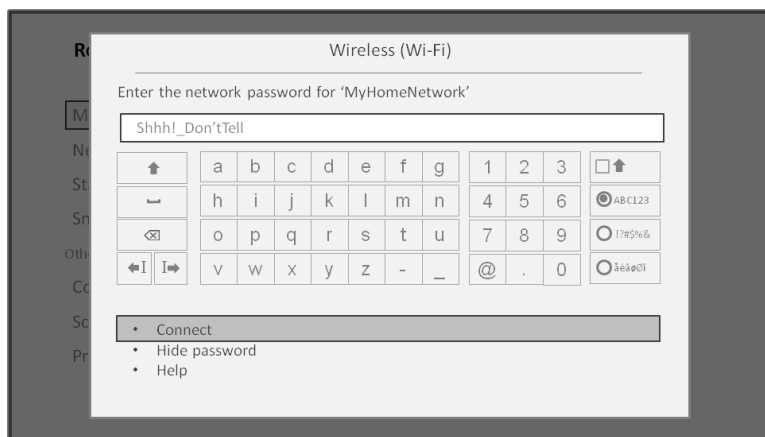 Wireless (Wi-Fi)
Enter the network password for ‘MyHomeNetwork’
Shhh!_Don’tTell
a b c d e f g 1 2 3
h i j k l m n 4 5 6 ABC123
o p q r s t u 7 8 9 !?#$%&
I I v w x y z - _ @ . 0 åèâøØï
• Connect
• Hide password
• Help